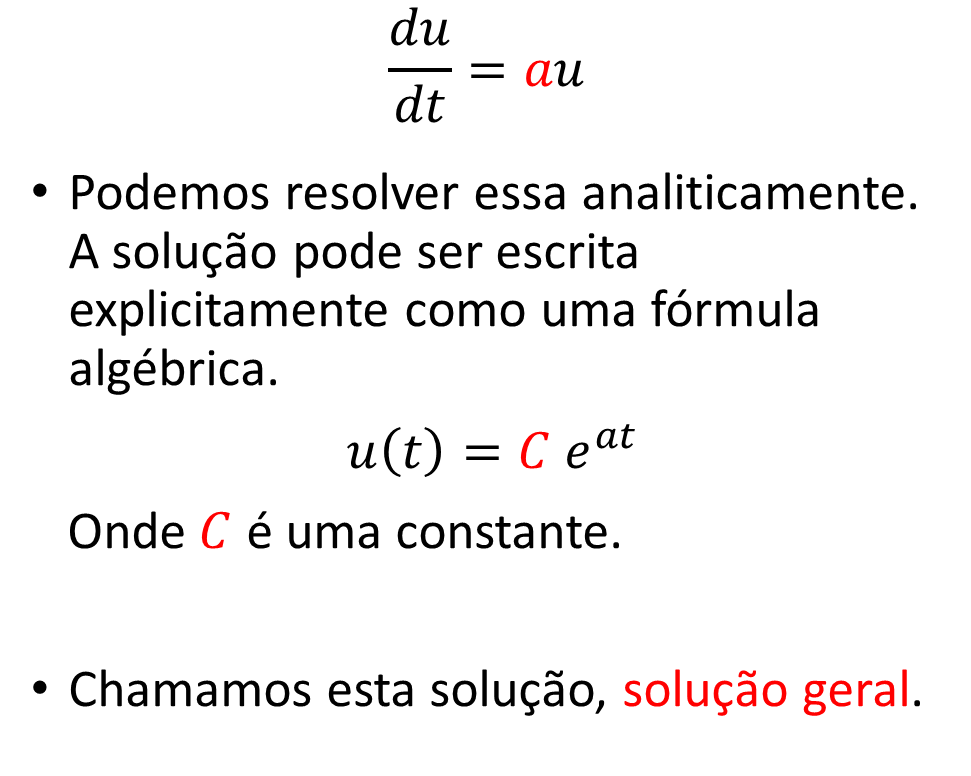 du/dt = au
• Podemos resolver essa analiticamente.
A solução pode ser escrita
explicitamente como uma fórmula
algébrica.
u(t) = C e^{at}
Onde C é uma constante.
• Chamamos esta solução, solução geral.